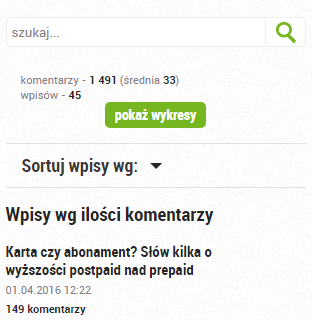 szukaj...
komentarzy - 1 491 (średnia 33)
wpisów - 45
pokaż wykresy
Sortuj wpisy wg:
Wpisy wg ilości komentarzy
Karta czy abonament? Słów kilka o
wyższości postpaid nad prepaid
01.04.2016 12:22
149 komentarzy